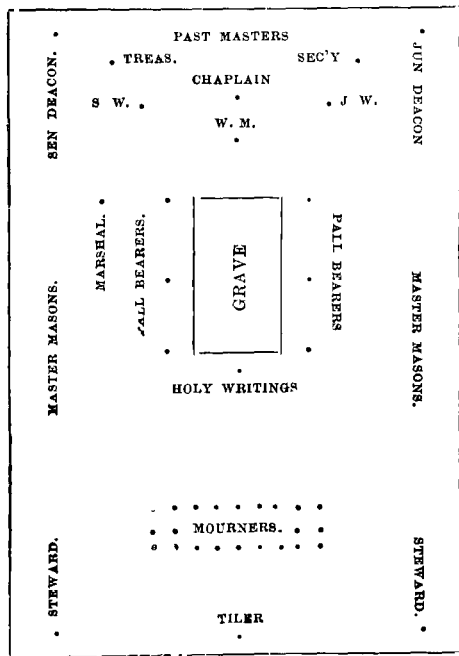 PAST MASTERS
TREAS. SEC'Y
CHAPLAIN
S W. J W.
W. M.
SEN DEACON.
JUN DEACON
MARSHAL.
PALL BEARERS.
GRAVE
PALL BEARERS
MASTER MASONS.
MASTER MASONS.
HOLY WRITINGS
MOURNERS.
STEWARD.
STEWARD.
TILER